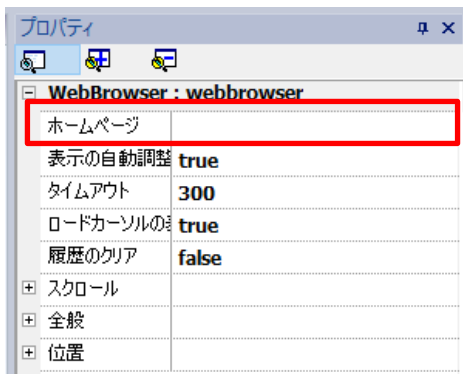 プロパティ
WebBrowser : webbrowser
ホームページ
表示の自動調整 true
タイムアウト 300
ロードカーソルの true
履歴のクリア false
スクロール
全般
位置